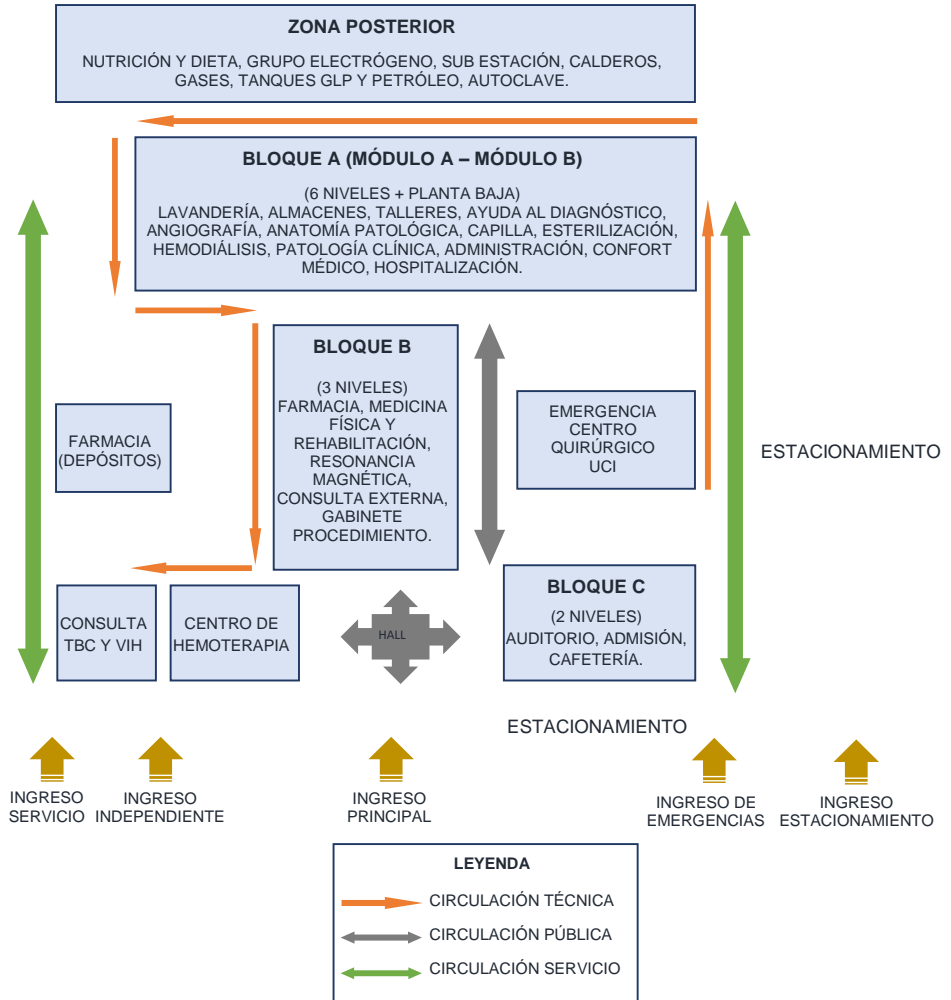 ZONA POSTERIOR
NUTRICIÓN Y DIETA, GRUPO ELECTRÓGENO, SUB ESTACIÓN, CALDEROS,
GASES, TANQUES GLP Y PETRÓLEO, AUTOCLAVE.
BLOQUE A (MÓDULO A – MÓDULO B)
(6 NIVELES + PLANTA BAJA)
LAVANDERÍA, ALMACENES, TALLERES, AYUDA AL DIAGNÓSTICO,
ANGIOGRAFÍA, ANATOMÍA PATOLÓGICA, CAPILLA, ESTERILIZACIÓN,
HEMODIÁLISIS, PATOLOGÍA CLÍNICA, ADMINISTRACIÓN, CONFORT
MÉDICO, HOSPITALIZACIÓN.
BLOQUE B
(3 NIVELES)
FARMACIA, MEDICINA
FÍSICA Y
REHABILITACIÓN,
RESONANCIA
MAGNÉTICA,
CONSULTA EXTERNA,
GABINETE
PROCEDIMIENTO.
FARMACIA
(DEPÓSITOS)
EMERGENCIA
CENTRO
QUIRÚRGICO
UCI
ESTACIONAMIENTO
CONSULTA
TBC Y VIH
CENTRO DE
HEMOTERAPIA
HALL
BLOQUE C
(2 NIVELES)
AUDITORIO, ADMISIÓN,
CAFETERÍA.
ESTACIONAMIENTO
INGRESO
SERVICIO
INGRESO
INDEPENDIENTE
INGRESO
PRINCIPAL
INGRESO DE
EMERGENCIAS
INGRESO
ESTACIONAMIENTO
LEYENDA
CIRCULACIÓN TÉCNICA
CIRCULACIÓN PÚBLICA
CIRCULACIÓN SERVICIO